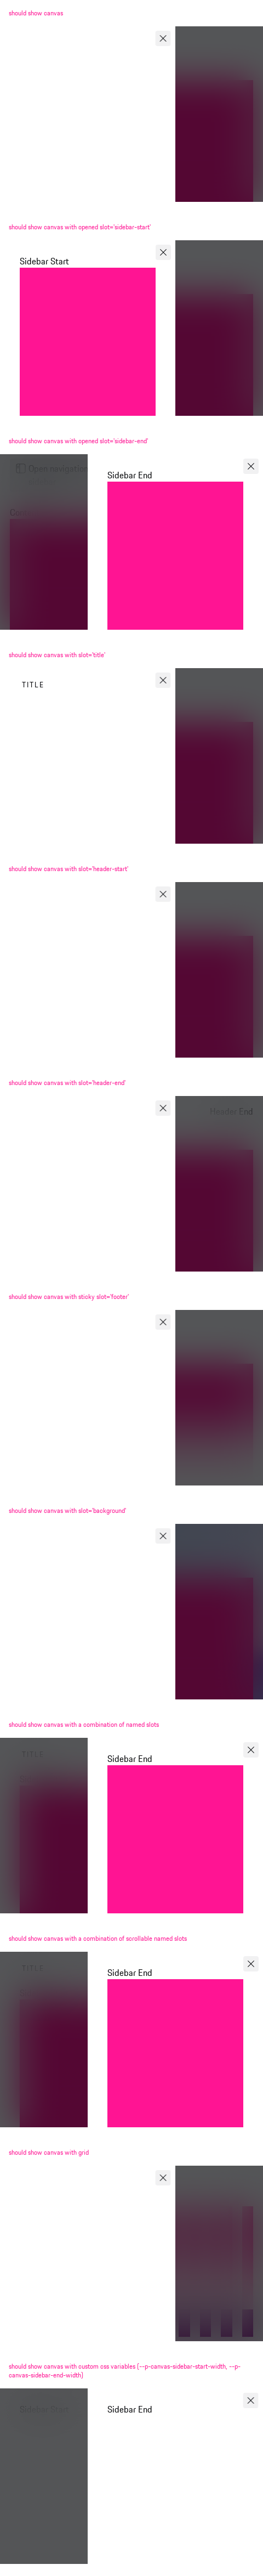 should show canvas
should show canvas with opened slot='sidebar-start'
Sidebar Start
should show canvas with opened slot='sidebar-end'
Open navigation
Sidebar End
should show canvas with slot='title'
TITLE
should show canvas with slot='header-start'
should show canvas with slot='header-end'
Header End
should show canvas with sticky slot='footer'
should show canvas with slot='background'
should show canvas with a combination of named slots
TITLE
Sidebar End
should show canvas with a combination of scrollable named slots
TITLE
Sidebar End
should show canvas with grid
should show canvas with custom css variables (--p-canvas-sidebar-start-width, --p-
canvas-sidebar-end-width)
Sidebar End